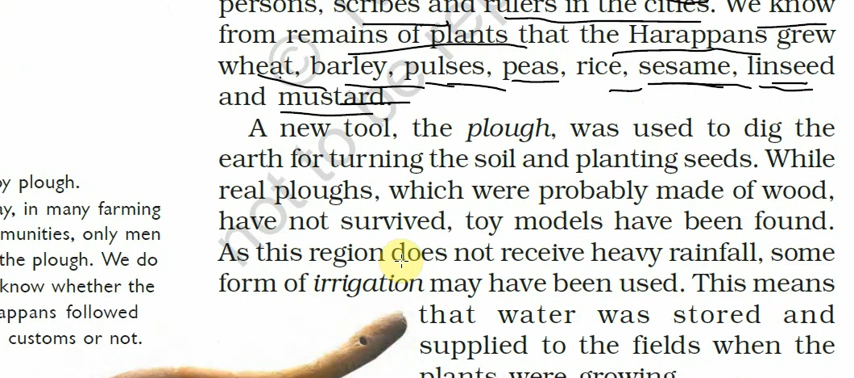 persons, scribes and rulers in the cities. We know
from remains of plants that the Harappans grew
wheat, barley, pulses, peas, rice, sesame, linseed
and mustard.
A new tool, the plough, was used to dig the
earth for turning the soil and planting seeds. While
real ploughs, which were probably made of wood,
have not survived, toy models have been found.
As this region does not receive heavy rainfall, some
form of irrigation may have been used. This means
that water was stored and
supplied to the fields when the
plants were growing.
plough.
in many farming
only men
the plough. We do
know whether the
followed
customs or not.
©
not to be